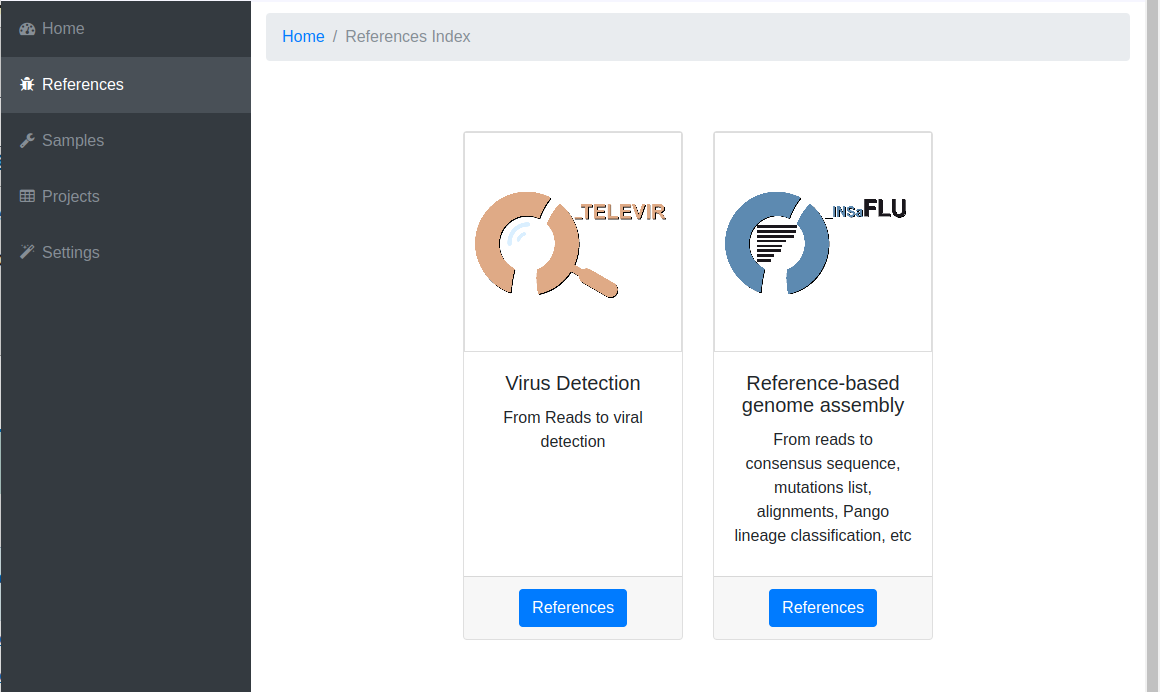 Home
References
Samples
Projects
Settings
Home / References Index
_TELEVIR
Virus Detection
From Reads to viral
detection
References
_INSaFLU
Reference-based
genome assembly
From reads to
consensus sequence,
mutations list,
alignments, Pango
lineage classification, etc
References